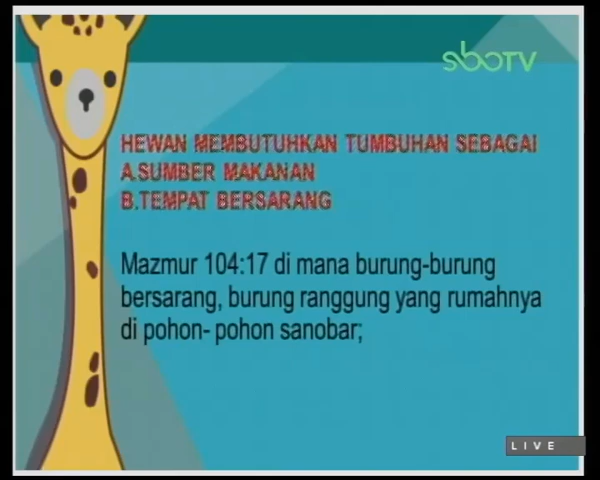 sboTV
HEWAN MEMBUTUHKAN TUMBUHAN SEBAGAI
A.SUMBER MAKANAN
B.TEMPAT BERSARANG
Mazmur 104:17 di mana burung-burung
bersarang, burung ranggung yang rumahnya
di pohon- pohon sanobar;
LIVE